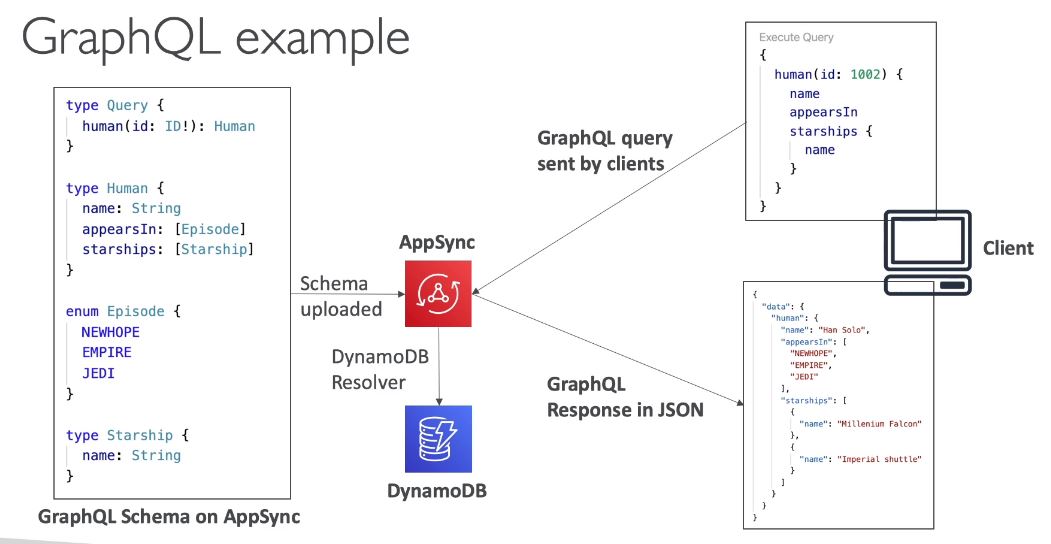 GraphQL example
type Query {
human(id: ID!): Human
}
type Human {
name: String
appearsIn: [Episode]
starships: [Starship]
}
enum Episode {
NEWHOPE
EMPIRE
JEDI
}
type Starship {
name: String
}
GraphQL Schema on AppSync
Schema
uploaded
AppSync
DynamoDB
Resolver
DynamoDB
GraphQL query
sent by clients
Execute Query
{
human(id: 1002) {
name
appearsIn
starships {
name
}
}
}
Client
GraphQL
Response in JSON
{
"data": {
"human": {
"name": "Han Solo",
"appearsIn": [
"NEWHOPE",
"EMPIRE",
"JEDI"
],
"starships": [
{
"name": "Millenium Falcon"
},
{
"name": "Imperial shuttle"
}
]
}
}
}